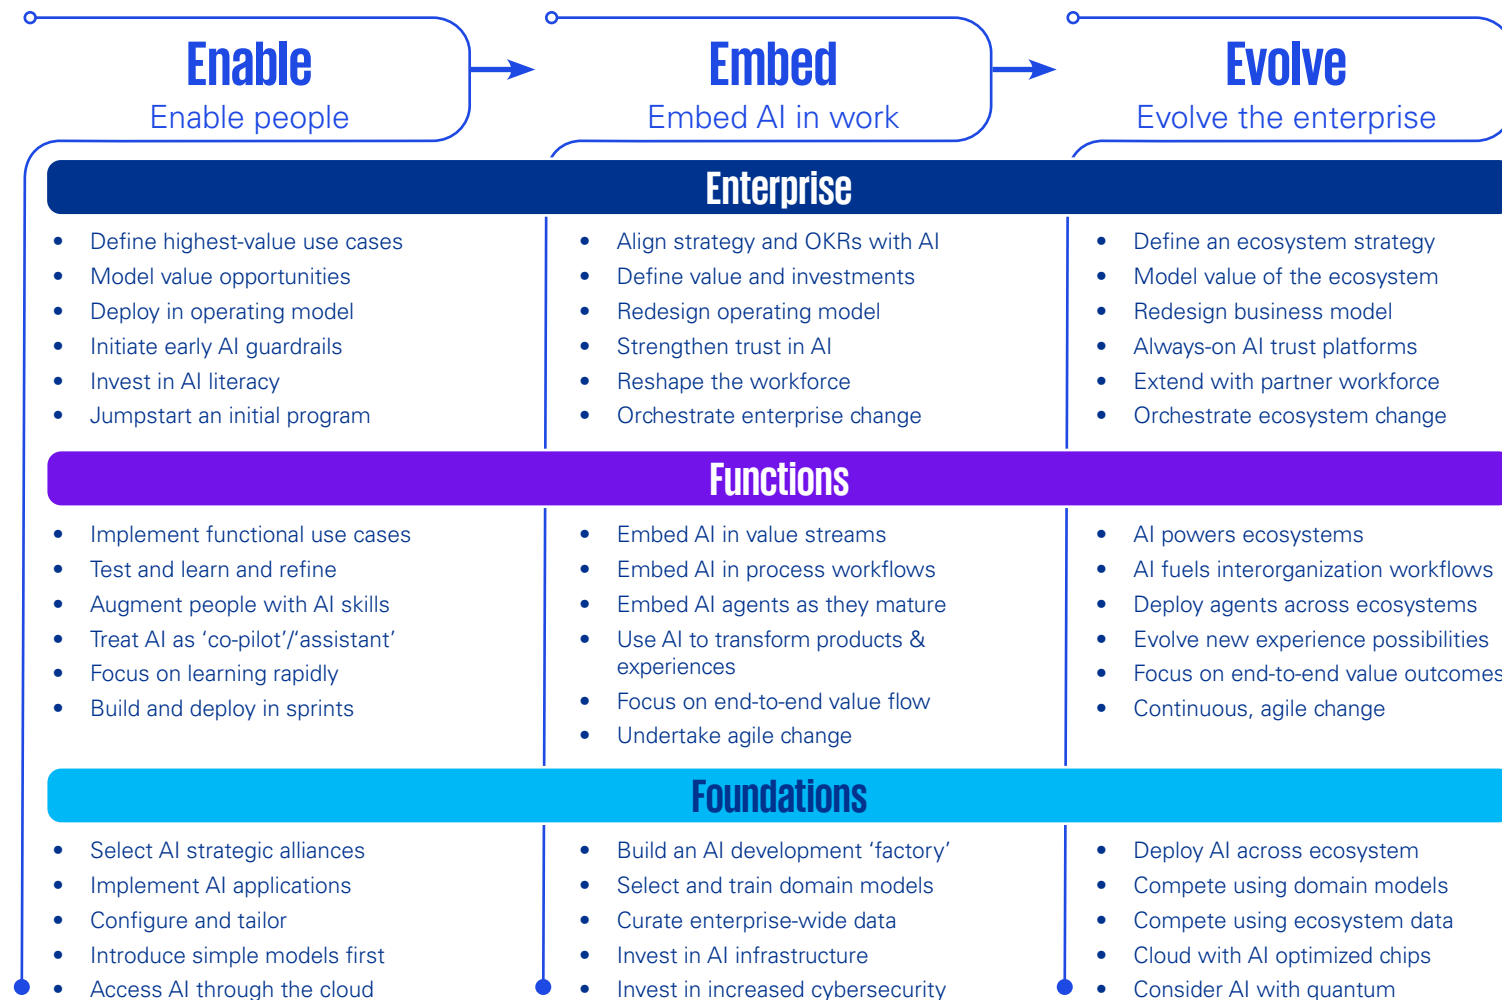 Enable
Enable people
Embed
Embed AI in work
Evolve
Evolve the enterprise
Enterprise
• Define highest-value use cases
• Model value opportunities
• Deploy in operating model
• Initiate early AI guardrails
• Invest in AI literacy
• Jumpstart an initial program
• Align strategy and OKRs with AI
• Define value and investments
• Redesign operating model
• Strengthen trust in AI
• Reshape the workforce
• Orchestrate enterprise change
• Define an ecosystem strategy
• Model value of the ecosystem
• Redesign business model
• Always-on AI trust platforms
• Extend with partner workforce
• Orchestrate ecosystem change
Functions
• Implement functional use cases
• Test and learn and refine
• Augment people with AI skills
• Treat AI as ‘co-pilot’/‘assistant’
• Focus on learning rapidly
• Build and deploy in sprints
• Embed AI in value streams
• Embed AI in process workflows
• Embed AI agents as they mature
• Use AI to transform products &
experiences
• Focus on end-to-end value flow
• Undertake agile change
• AI powers ecosystems
• AI fuels interorganization workflows
• Deploy agents across ecosystems
• Evolve new experience possibilities
• Focus on end-to-end value outcomes
• Continuous, agile change
Foundations
• Select AI strategic alliances
• Implement AI applications
• Configure and tailor
• Introduce simple models first
• Access AI through the cloud
• Build an AI development ‘factory’
• Select and train domain models
• Curate enterprise-wide data
• Invest in AI infrastructure
• Invest in increased cybersecurity
• Deploy AI across ecosystem
• Compete using domain models
• Compete using ecosystem data
• Cloud with AI optimized chips
• Consider AI with quantum